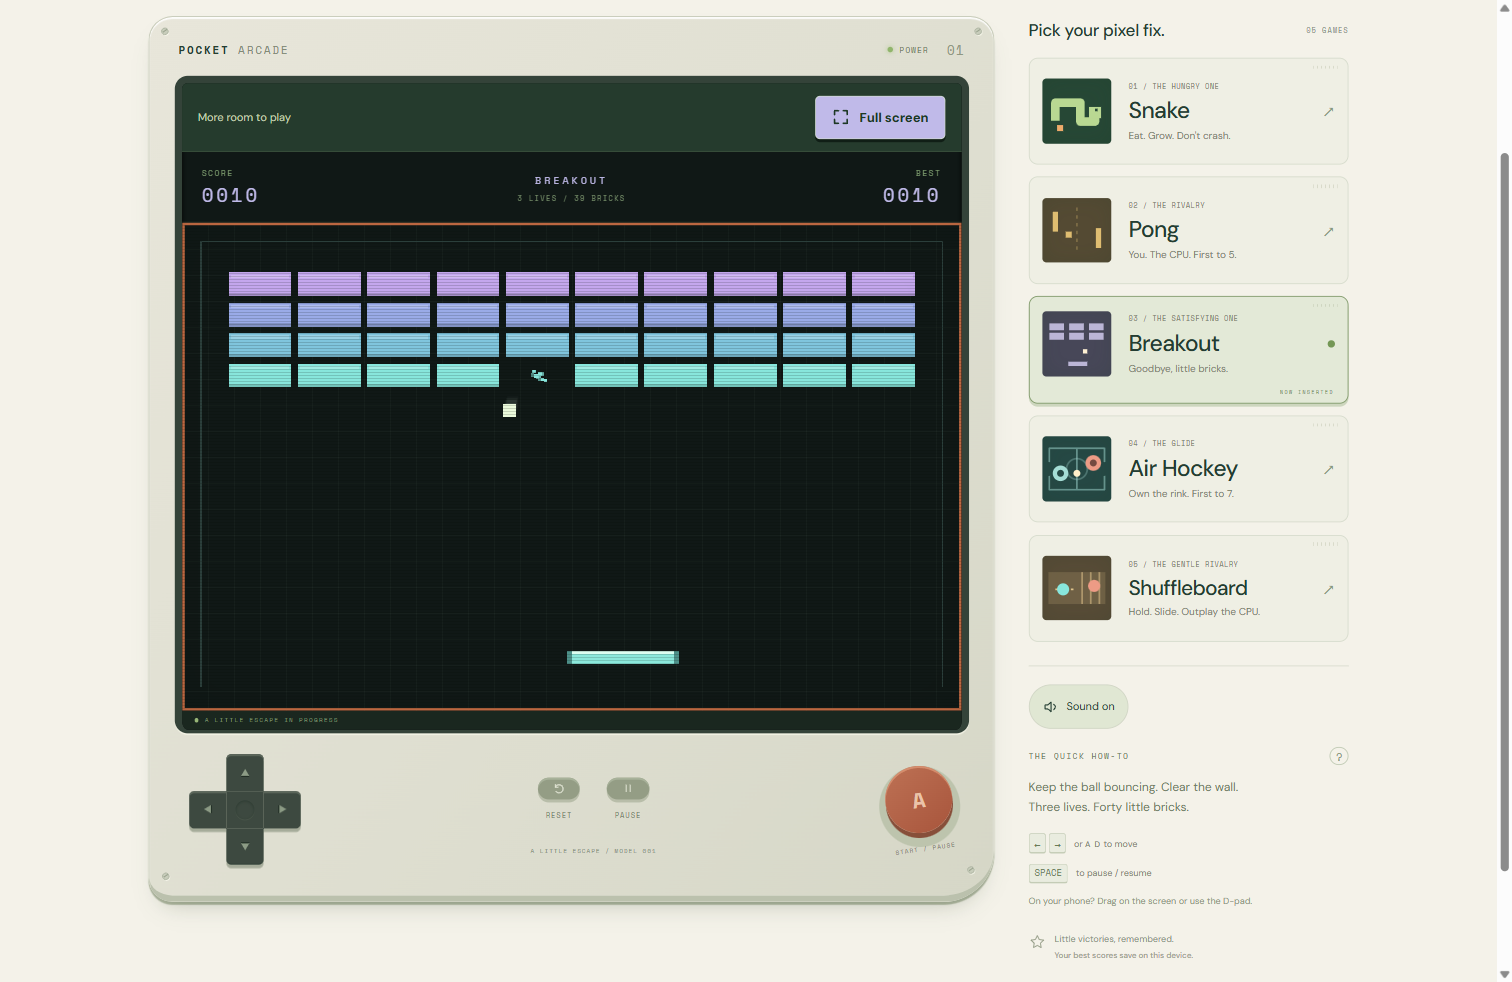 POCKET ARCADE
POWER 01
More room to play
Full screen
SCORE
0010
BREAKOUT
3 LIVES / 39 BRICKS
BEST
0010
A LITTLE ESCAPE IN PROGRESS
RESET
PAUSE
A LITTLE ESCAPE / MODEL 001
A
START / PAUSE
Pick your pixel fix.
05 GAMES
01 / THE HUNGRY ONE
Snake
Eat. Grow. Don't crash.
02 / THE RIVALRY
Pong
You. The CPU. First to 5.
03 / THE SATISFYING ONE
Breakout
Goodbye, little bricks.
NOW INSERTED
04 / THE GLIDE
Air Hockey
Own the rink. First to 7.
05 / THE GENTLE RIVALRY
Shuffleboard
Hold. Slide. Outplay the CPU.
Sound on
THE QUICK HOW-TO
?
Keep the ball bouncing. Clear the wall.
Three lives. Forty little bricks.
← → or A D to move
SPACE to pause / resume
On your phone? Drag on the screen or use the D-pad.
Little victories, remembered.
Your best scores save on this device.